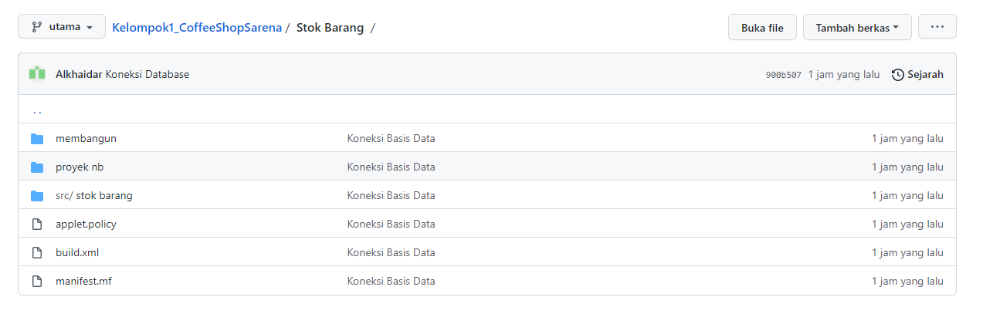 utama Kelompok1_CoffeeShopSarena / Stok Barang / Buka file Tambah berkas ...
Alkhaidar Koneksi Database 900b507 1 jam yang lalu Sejarah
..
membangun Koneksi Basis Data 1 jam yang lalu
proyek nb Koneksi Basis Data 1 jam yang lalu
src/ stok barang Koneksi Basis Data 1 jam yang lalu
applet.policy Koneksi Basis Data 1 jam yang lalu
build.xml Koneksi Basis Data 1 jam yang lalu
manifest.mf Koneksi Basis Data 1 jam yang lalu